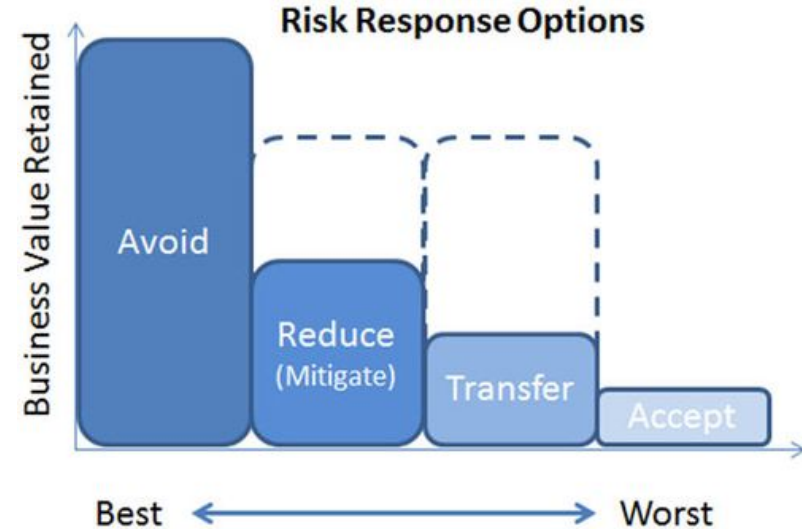 Risk Response Options
Business Value Retained
Avoid
Reduce
(Mitigate)
Transfer
Accept
Best
Worst